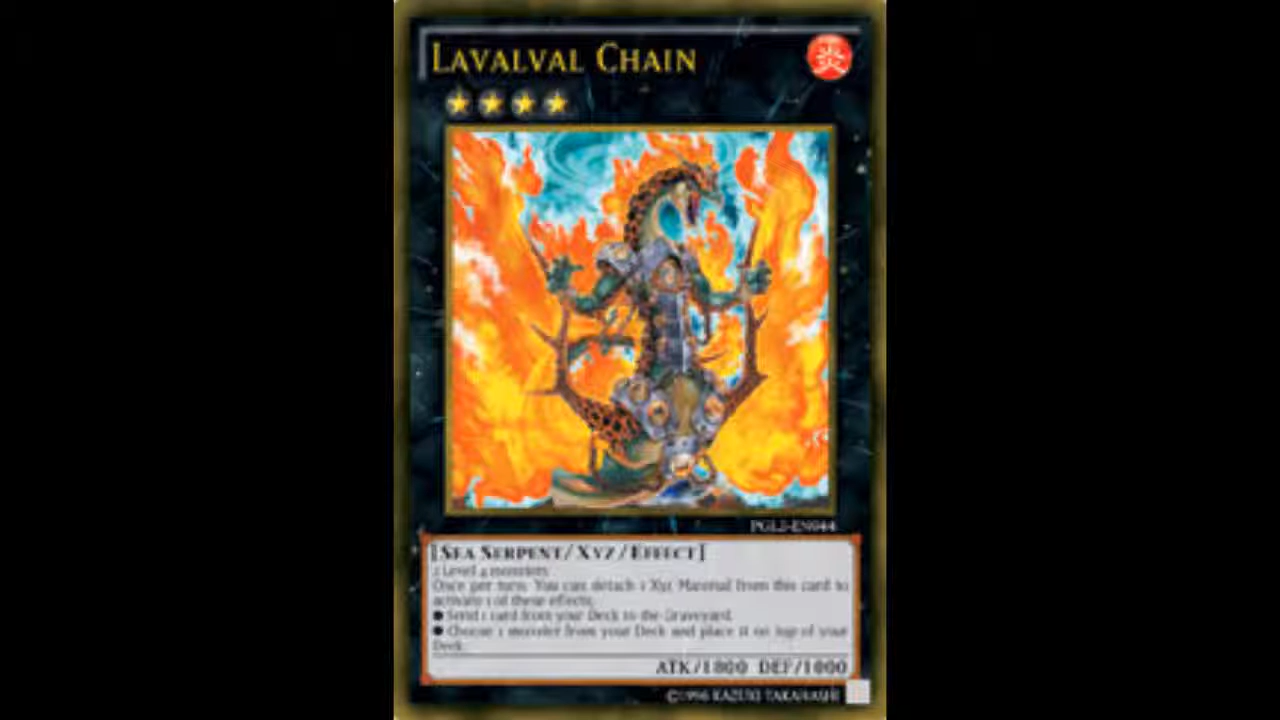 LAVALVAL CHAIN
炎
PGL2-EN044
[SEA SERPENT/XYZ/EFFECT]
2 Level 4 monsters
Once per turn: You can detach 1 Xyz Material from this card to
activate 1 of these effects.
● Send 1 card from your Deck to the Graveyard.
● Choose 1 monster from your Deck and place it on top of your
Deck.
ATK/1800 DEF/1000
©1996 KAZUKI TAKAHASHI